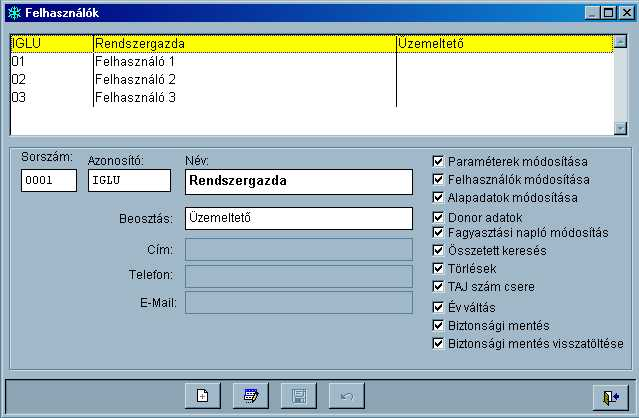 Felhasználók
IGLU Rendszergazda Üzemeltető
01 Felhasználó 1
02 Felhasználó 2
03 Felhasználó 3
Sorszám: Azonosító: Név:
0001 IGLU Rendszergazda
Beosztás: Üzemeltető
Cím:
Telefon:
E-Mail:
Paraméterek módosítása
Felhasználók módosítása
Alapadatok módosítása
Donor adatok
Fagyasztási napló módosítás
Összetett keresés
Törlések
TAJ szám csere
Év váltás
Biztonsági mentés
Biztonsági mentés visszatöltése